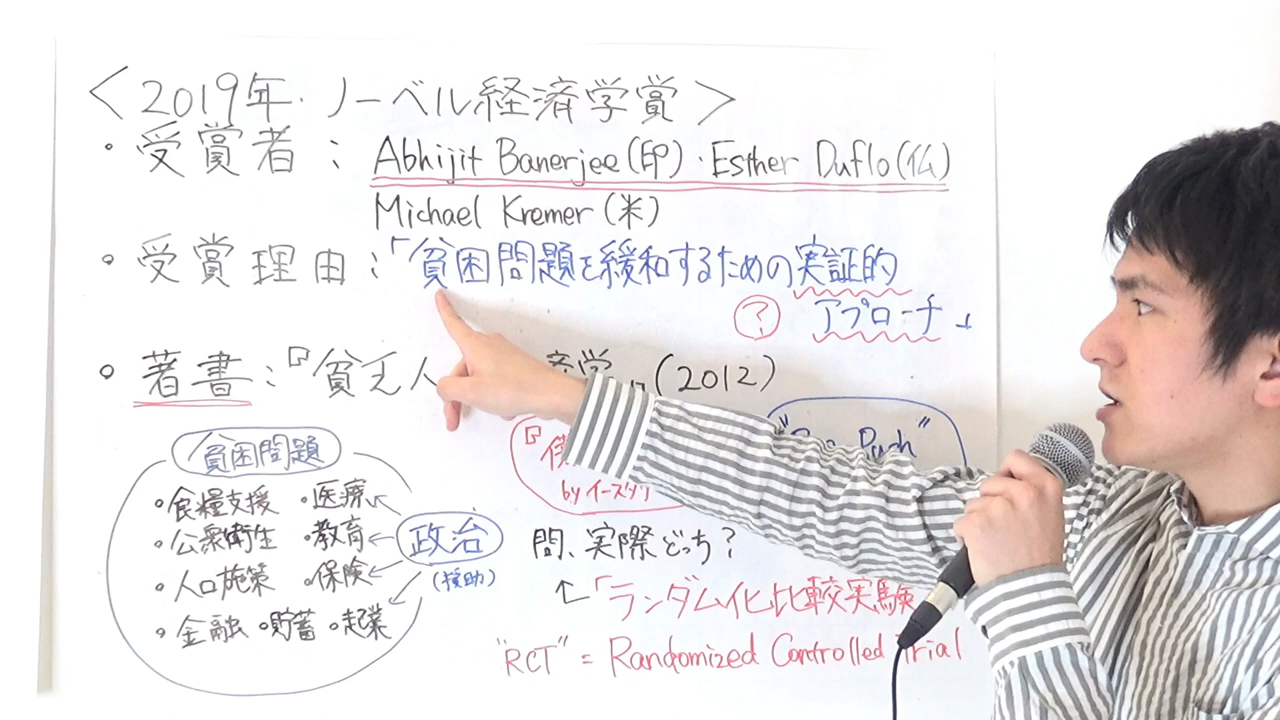 ＜2019年・ノーベル経済学賞＞
・受賞者：Abhijit Banerjee(印)・Esther Duflo(仏)
Michael Kremer(米)
・受賞理由：「貧困問題を緩和するための実証的
? アプローチ」
・著書：『貧乏人 済学』(2012)
貧困問題
・食糧支援 ・医療
・公衆衛生 ・教育
・人口施策 ・保険
・金融 ・貯蓄 ・起業
政治
(援助)
by イースタリ
問、実際どっち？
←「ランダム化比較実験
"RCT" = Randomized Controlled Trial